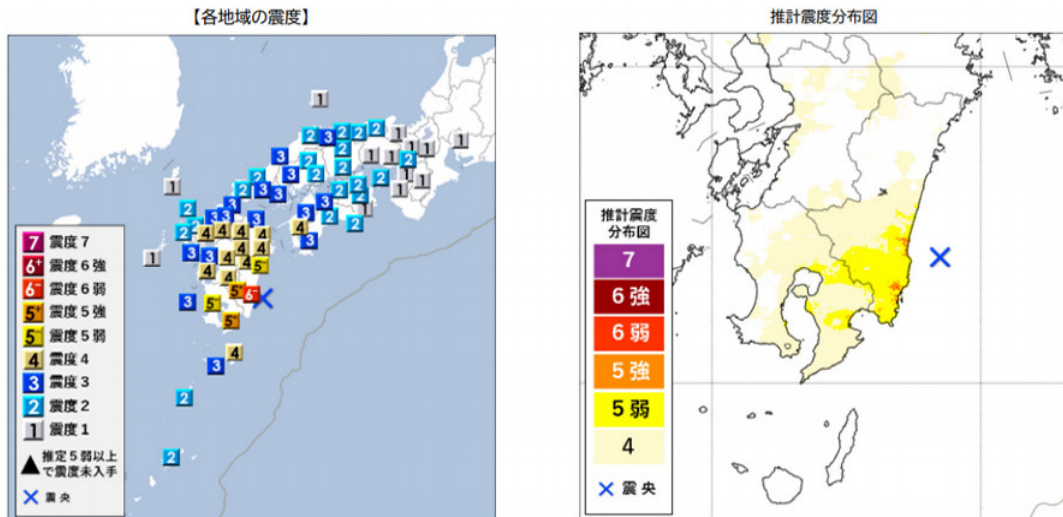 【各地域の震度】
7 震度7
6+ 震度6強
6- 震度6弱
5+ 震度5強
5- 震度5弱
4 震度4
3 震度3
2 震度2
1 震度1
推定5弱以上
で震度未入手
震央
推計震度分布図
推計震度
分布図
7
6強
6弱
5強
5弱
4
震央